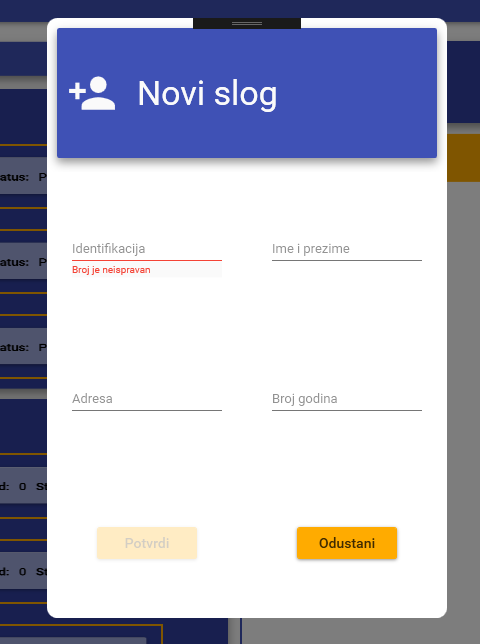 Novi slog
Identifikacija
Ime i prezime
Broj je neispravan
Adresa
Broj godina
Potvrdi
Odustani
atus: P
atus: P
atus: P
d: 0 St
d: 0 St